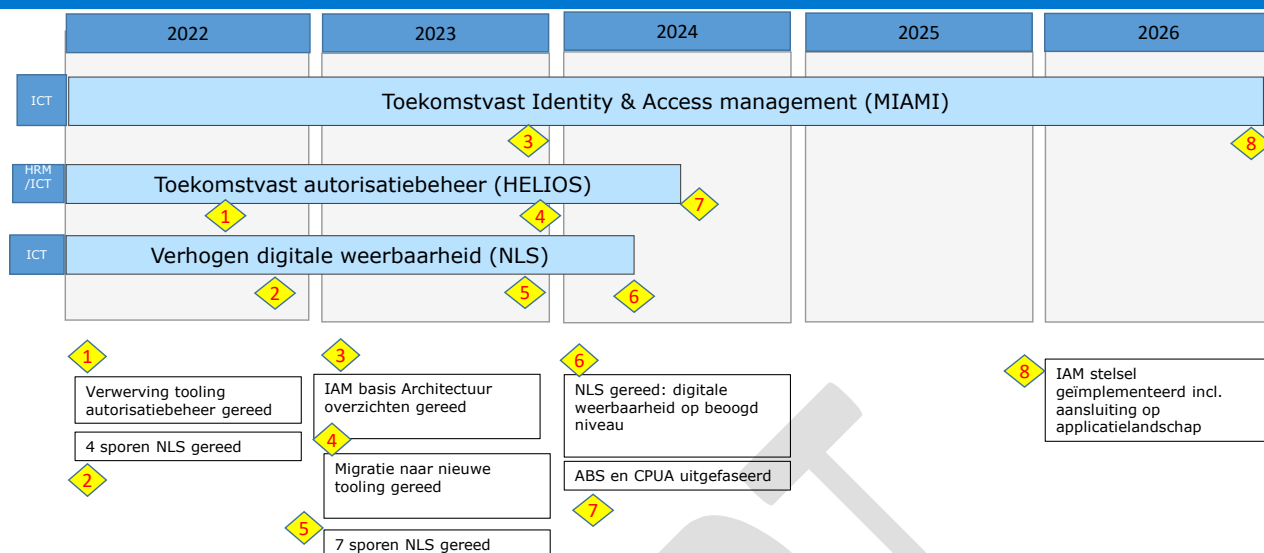 2022
2023
2024
2025
2026
ICT
Toekomstvast Identity & Access management (MIAMI)
3
8
HRM
/ICT
Toekomstvast autorisatiebeheer (HELIOS)
1
4
7
ICT
Verhogen digitale weerbaarheid (NLS)
2
5
6
1
Verwerving tooling
autorisatiebeheer gereed
4 sporen NLS gereed
2
3
IAM basis Architectuur
overzichten gereed
4
Migratie naar nieuwe
tooling gereed
5
7 sporen NLS gereed
6
NLS gereed: digitale
weerbaarheid op beoogd
niveau
ABS en CPUA uitgefaseerd
7
8
IAM stelsel
geïmplementeerd incl.
aansluiting op
applicatielandschap